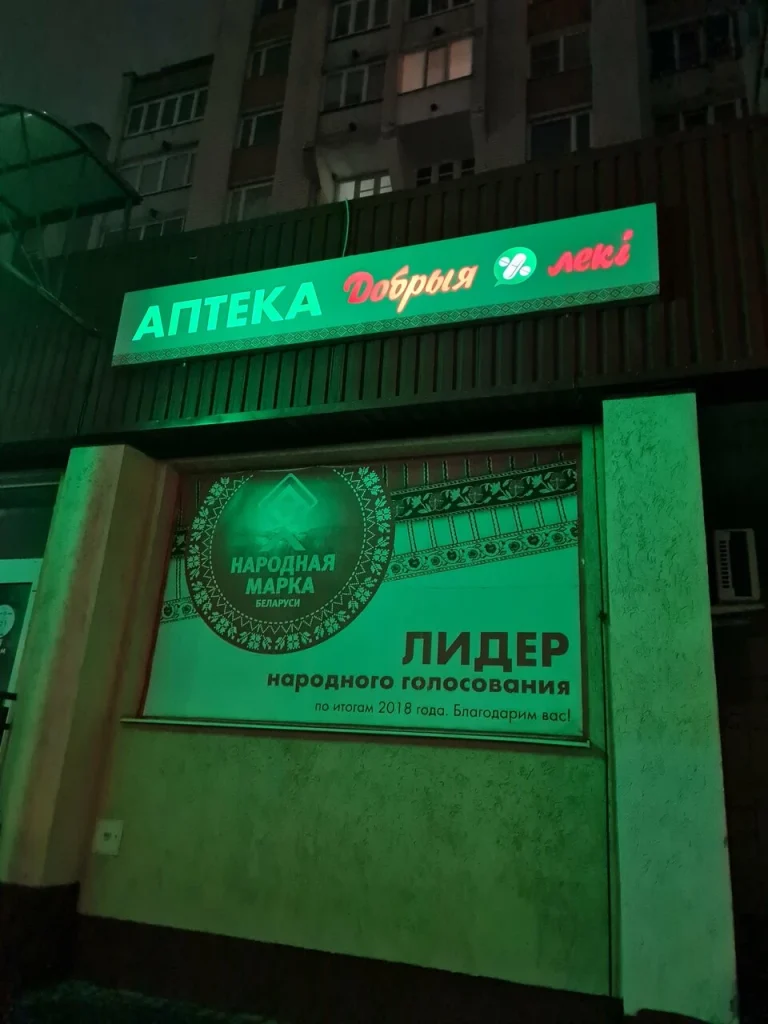 АПТЕКА Добрыя лекі
НАРОДНАЯ
МАРКА
БЕЛАРУСИ
ЛИДЕР
народного голосования
по итогам 2018 года. Благодарим вас!